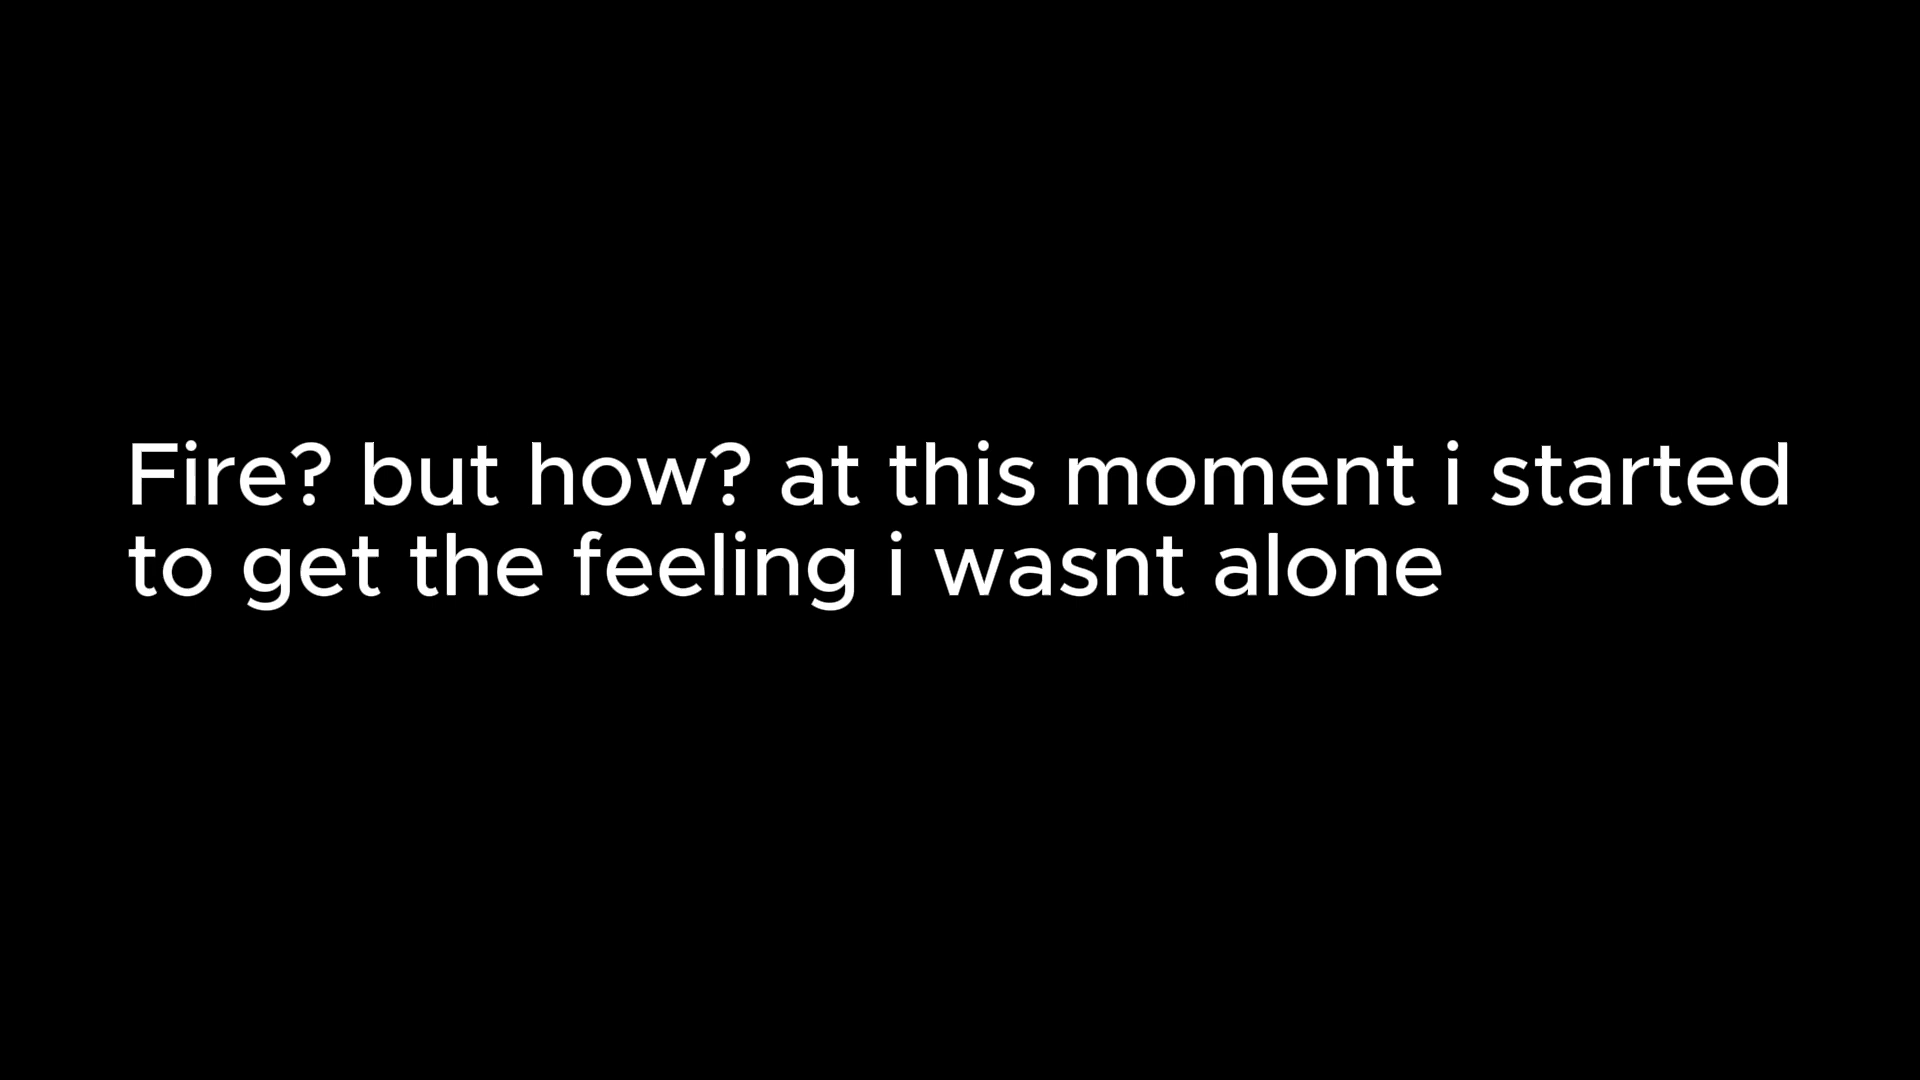 Fire? but how? at this moment i started
to get the feeling i wasnt alone